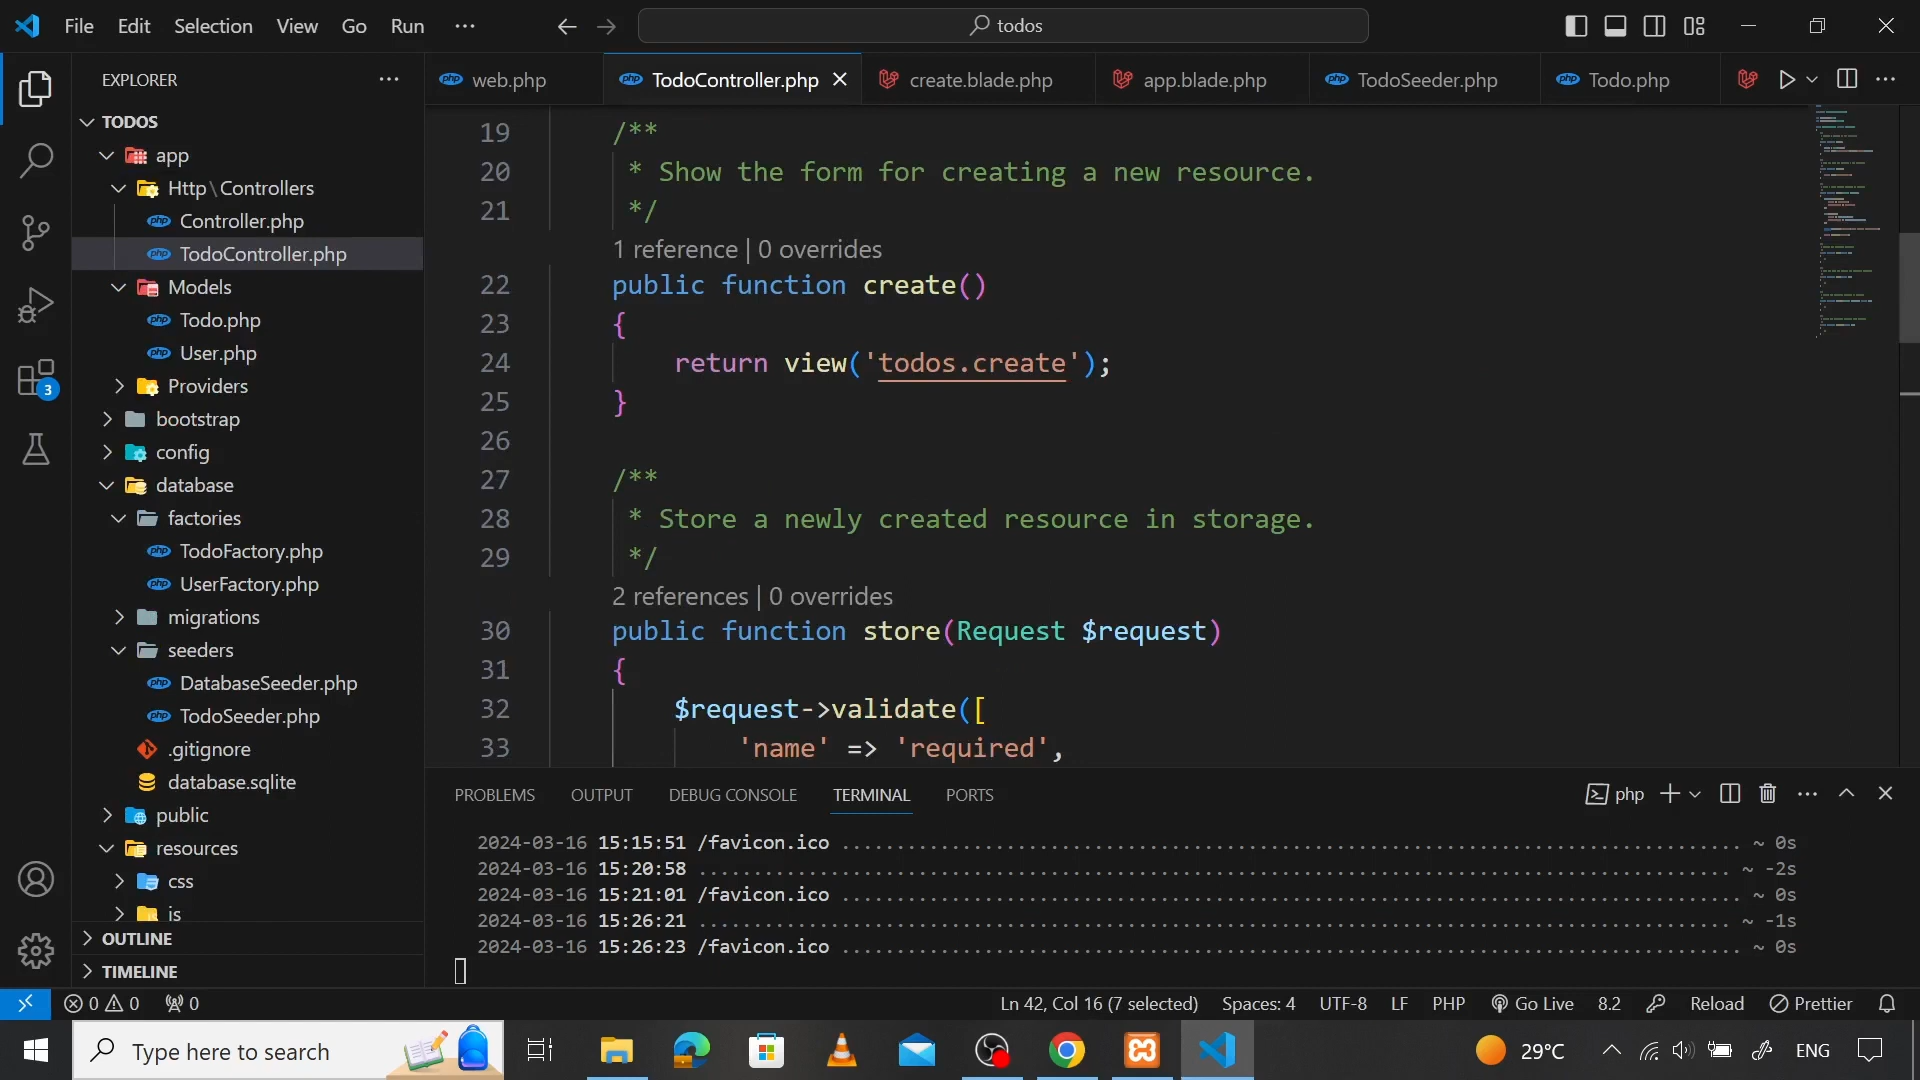 File Edit Selection View Go Run ··· todos
EXPLORER ···
TODOS
app
Http\Controllers
Controller.php
TodoController.php
Models
Todo.php
User.php
Providers
bootstrap
config
database
factories
TodoFactory.php
UserFactory.php
migrations
seeders
DatabaseSeeder.php
TodoSeeder.php
.gitignore
database.sqlite
public
resources
css
js
OUTLINE
TIMELINE
3
php web.php php TodoController.php create.blade.php app.blade.php php TodoSeeder.php php Todo.php
19 /**
20 * Show the form for creating a new resource.
21 */
1 reference | 0 overrides
22 public function create()
23 {
24 return view('todos.create');
25 }
26
27 /**
28 * Store a newly created resource in storage.
29 */
2 references | 0 overrides
30 public function store(Request $request)
31 {
32 $request->validate([
33 'name' => 'required',
PROBLEMS OUTPUT DEBUG CONSOLE TERMINAL PORTS php
2024-03-16 15:15:51 /favicon.ico ........ ~ 0s
2024-03-16 15:20:58 ........ ~ -2s
2024-03-16 15:21:01 /favicon.ico ........ ~ 0s
2024-03-16 15:26:21 ........ ~ -1s
2024-03-16 15:26:23 /favicon.ico ........ ~ 0s
0 0 0 Ln 42, Col 16 (7 selected) Spaces: 4 UTF-8 LF PHP Go Live 8.2 Reload Prettier
Type here to search 29°C ENG